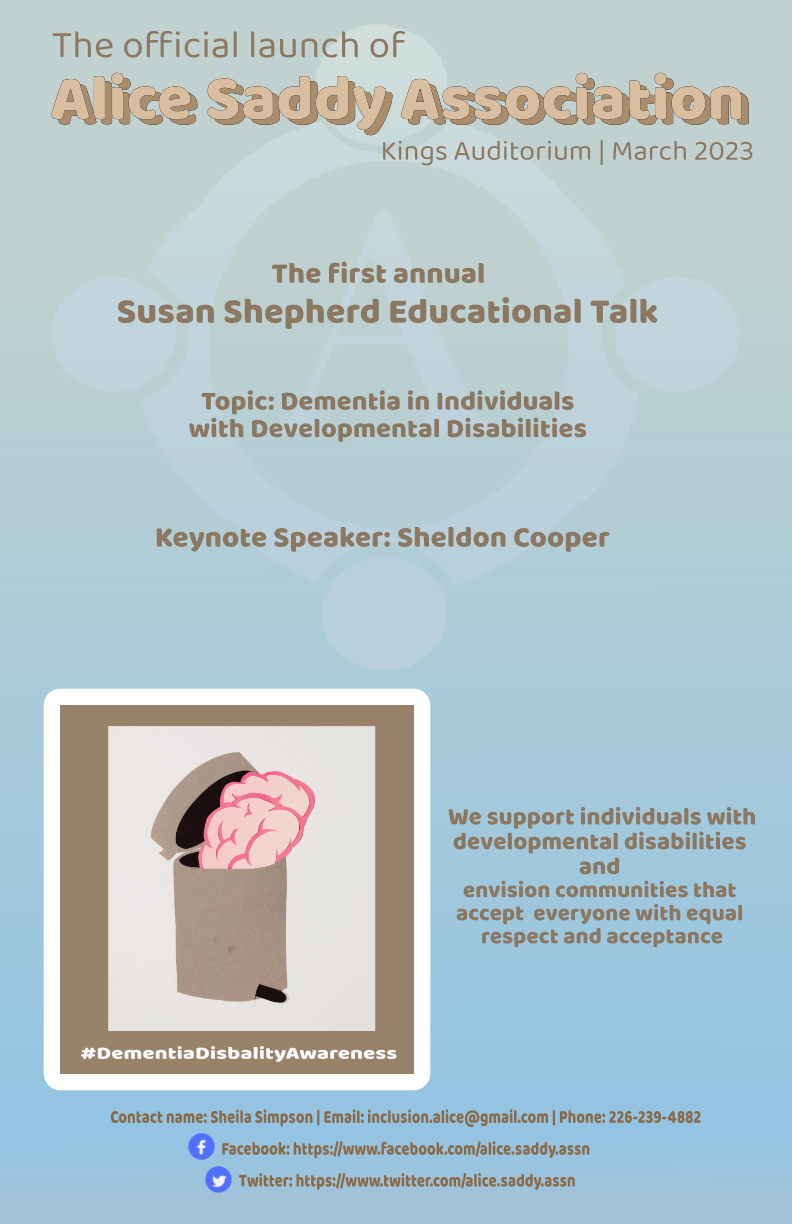 The official launch of
Alice Saddy Association
Kings Auditorium | March 2023
The first annual
Susan Shepherd Educational Talk
Topic: Dementia in Individuals
with Developmental Disabilities
Keynote Speaker: Sheldon Cooper
We support individuals with
developmental disabilities
and
envision communities that
accept everyone with equal
respect and acceptance
#DementiaDisbalityAwareness
Contact name: Sheila Simpson | Email: inclusion.alice@gmail.com | Phone: 226-239-4882
Facebook: https://www.facebook.com/alice.saddy.assn
Twitter: https://www.twitter.com/alice.saddy.assn